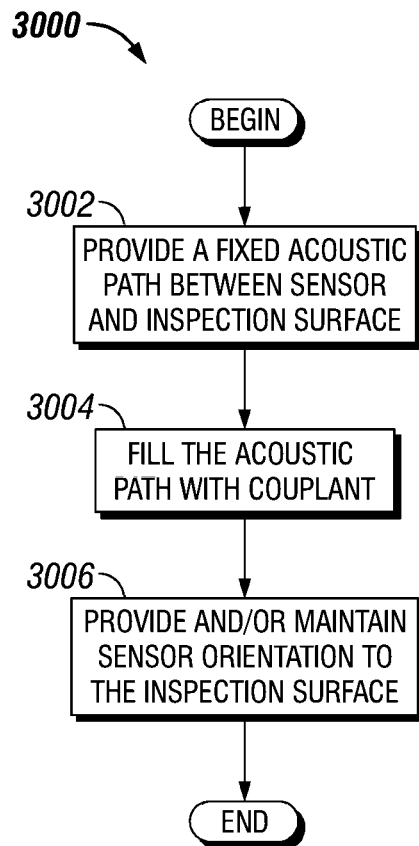 3000
BEGIN
3002
PROVIDE A FIXED ACOUSTIC
PATH BETWEEN SENSOR
AND INSPECTION SURFACE
3004
FILL THE ACOUSTIC
PATH WITH COUPLANT
3006
PROVIDE AND/OR MAINTAIN
SENSOR ORIENTATION TO
THE INSPECTION SURFACE
END